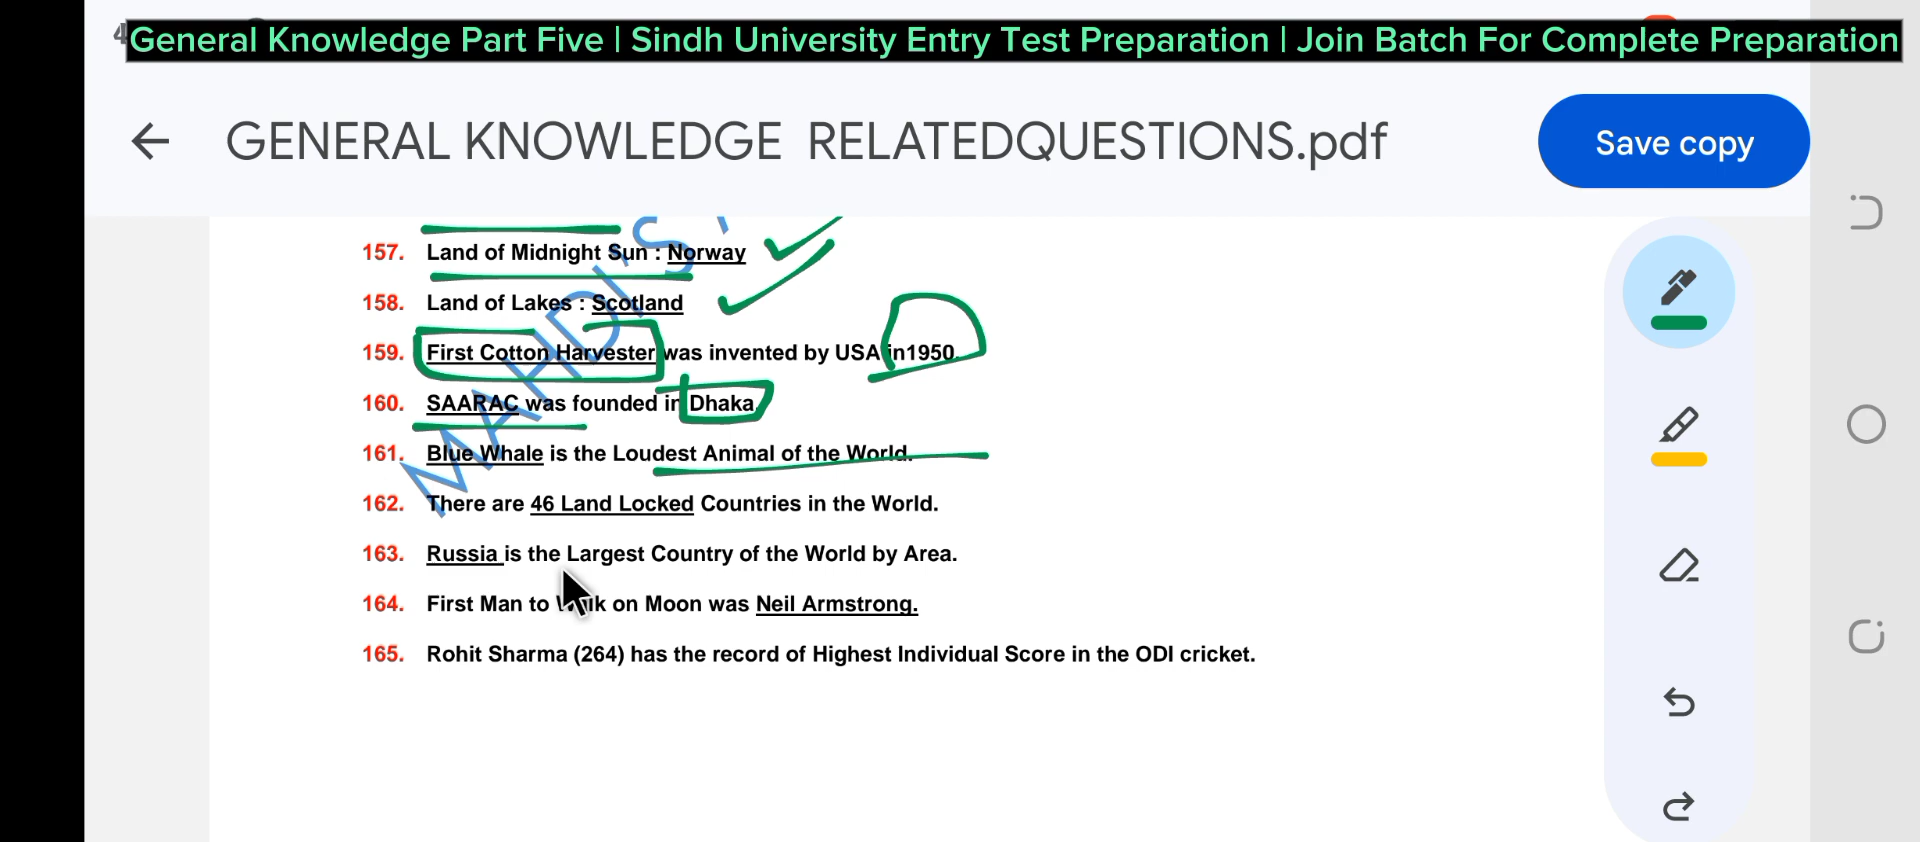 General Knowledge Part Five | Sindh University Entry Test Preparation | Join Batch For Complete Preparation
GENERAL KNOWLEDGE RELATEDQUESTIONS.pdf
Save copy
157. Land of Midnight Sun : Norway
158. Land of Lakes : Scotland
159. First Cotton Harvester was invented by USA in1950.
160. SAARAC was founded in Dhaka.
161. Blue Whale is the Loudest Animal of the World.
162. There are 46 Land Locked Countries in the World.
163. Russia is the Largest Country of the World by Area.
164. First Man to Walk on Moon was Neil Armstrong.
165. Rohit Sharma (264) has the record of Highest Individual Score in the ODI cricket.
MAHDI'S